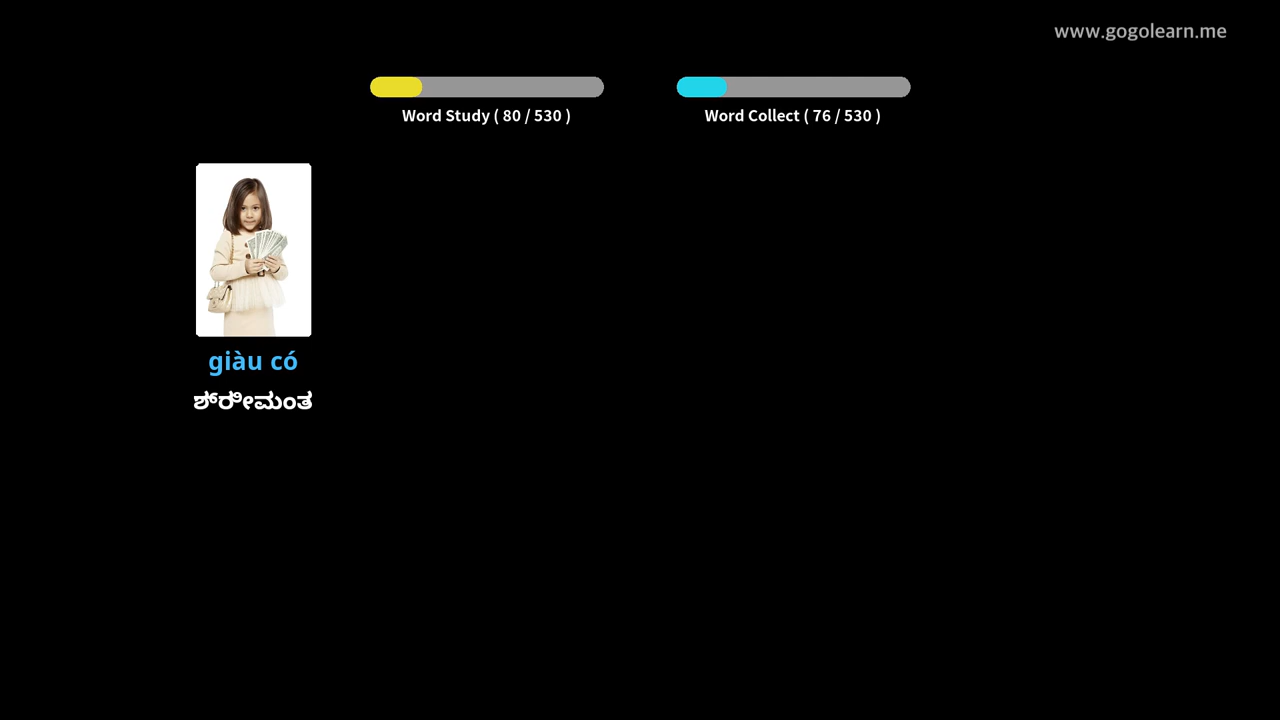 www.gogolearn.me
Word Study ( 80 / 530 )
Word Collect ( 76 / 530 )
giàu có
ಶ್ರೀಮಂತ